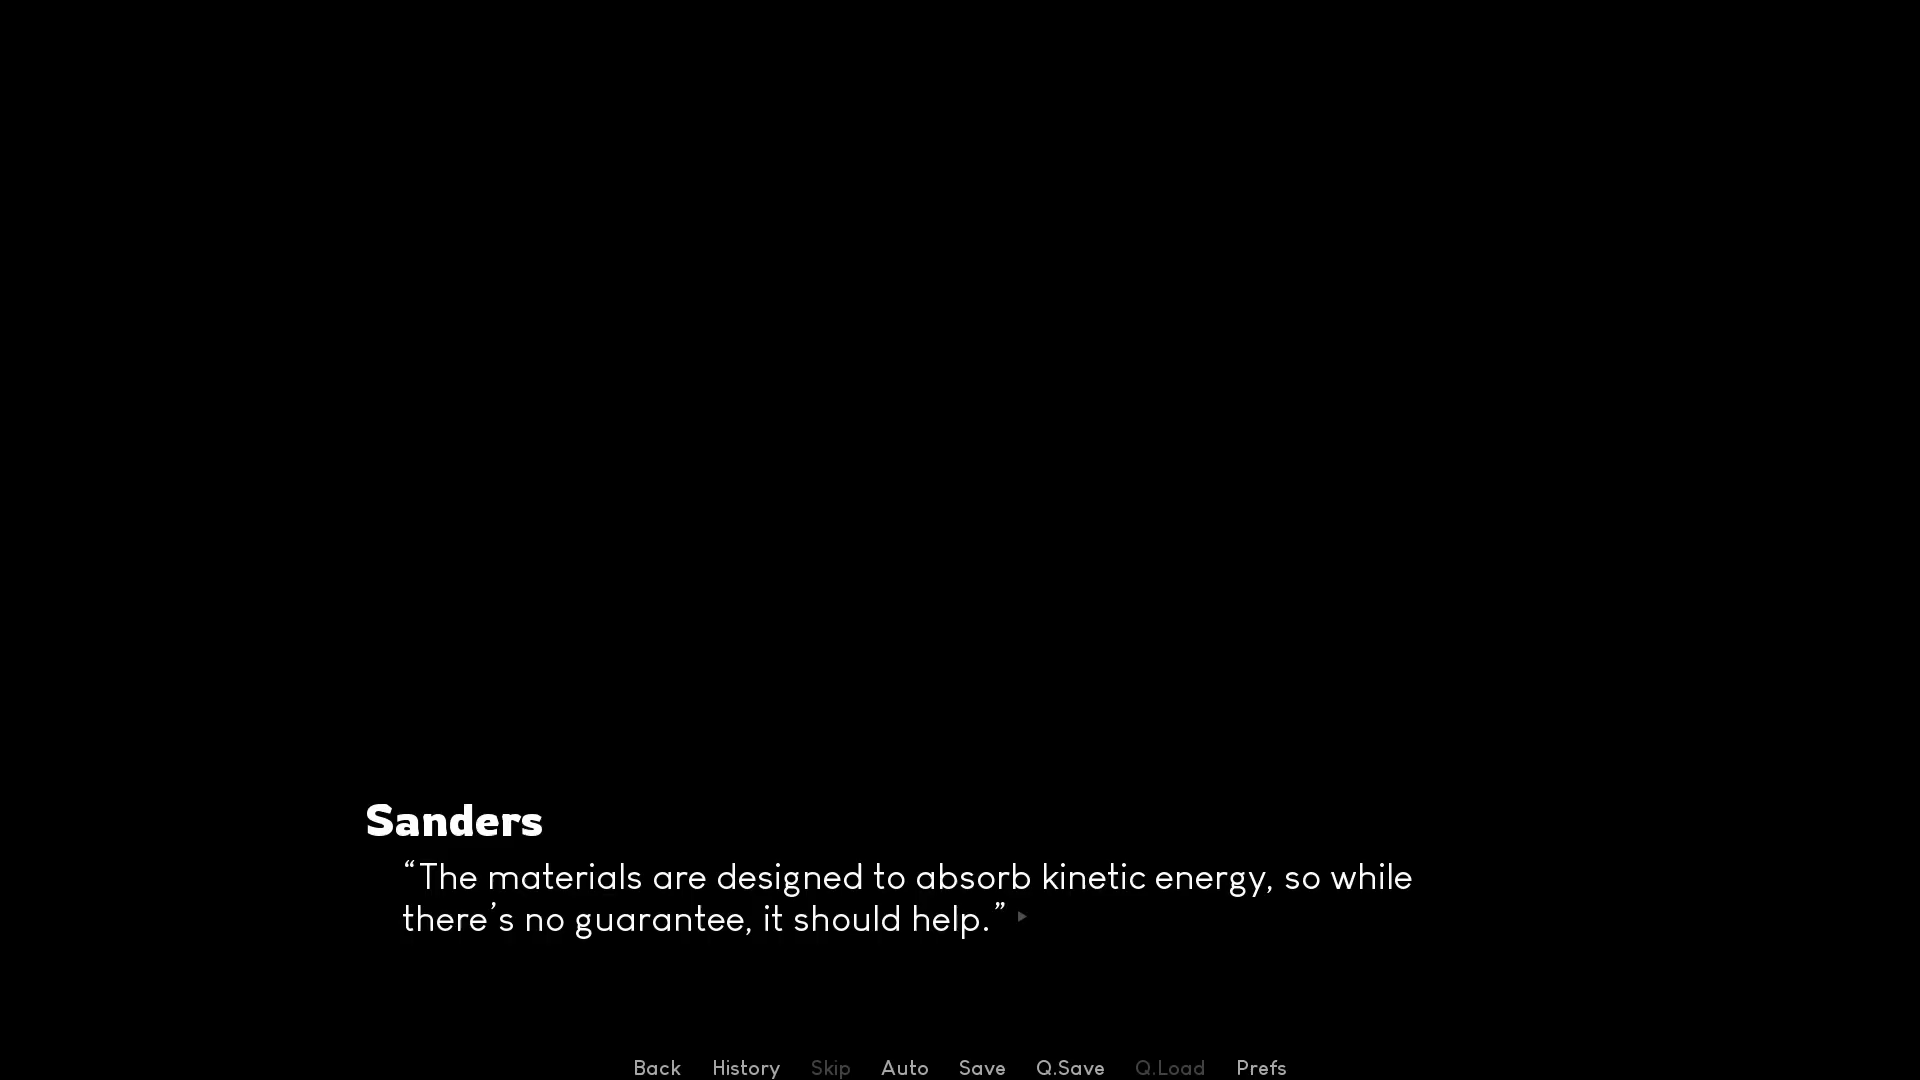 Sanders
“The materials are designed to absorb kinetic energy, so while
there’s no guarantee, it should help.”
Back History Skip Auto Save Q.Save Q.Load Prefs